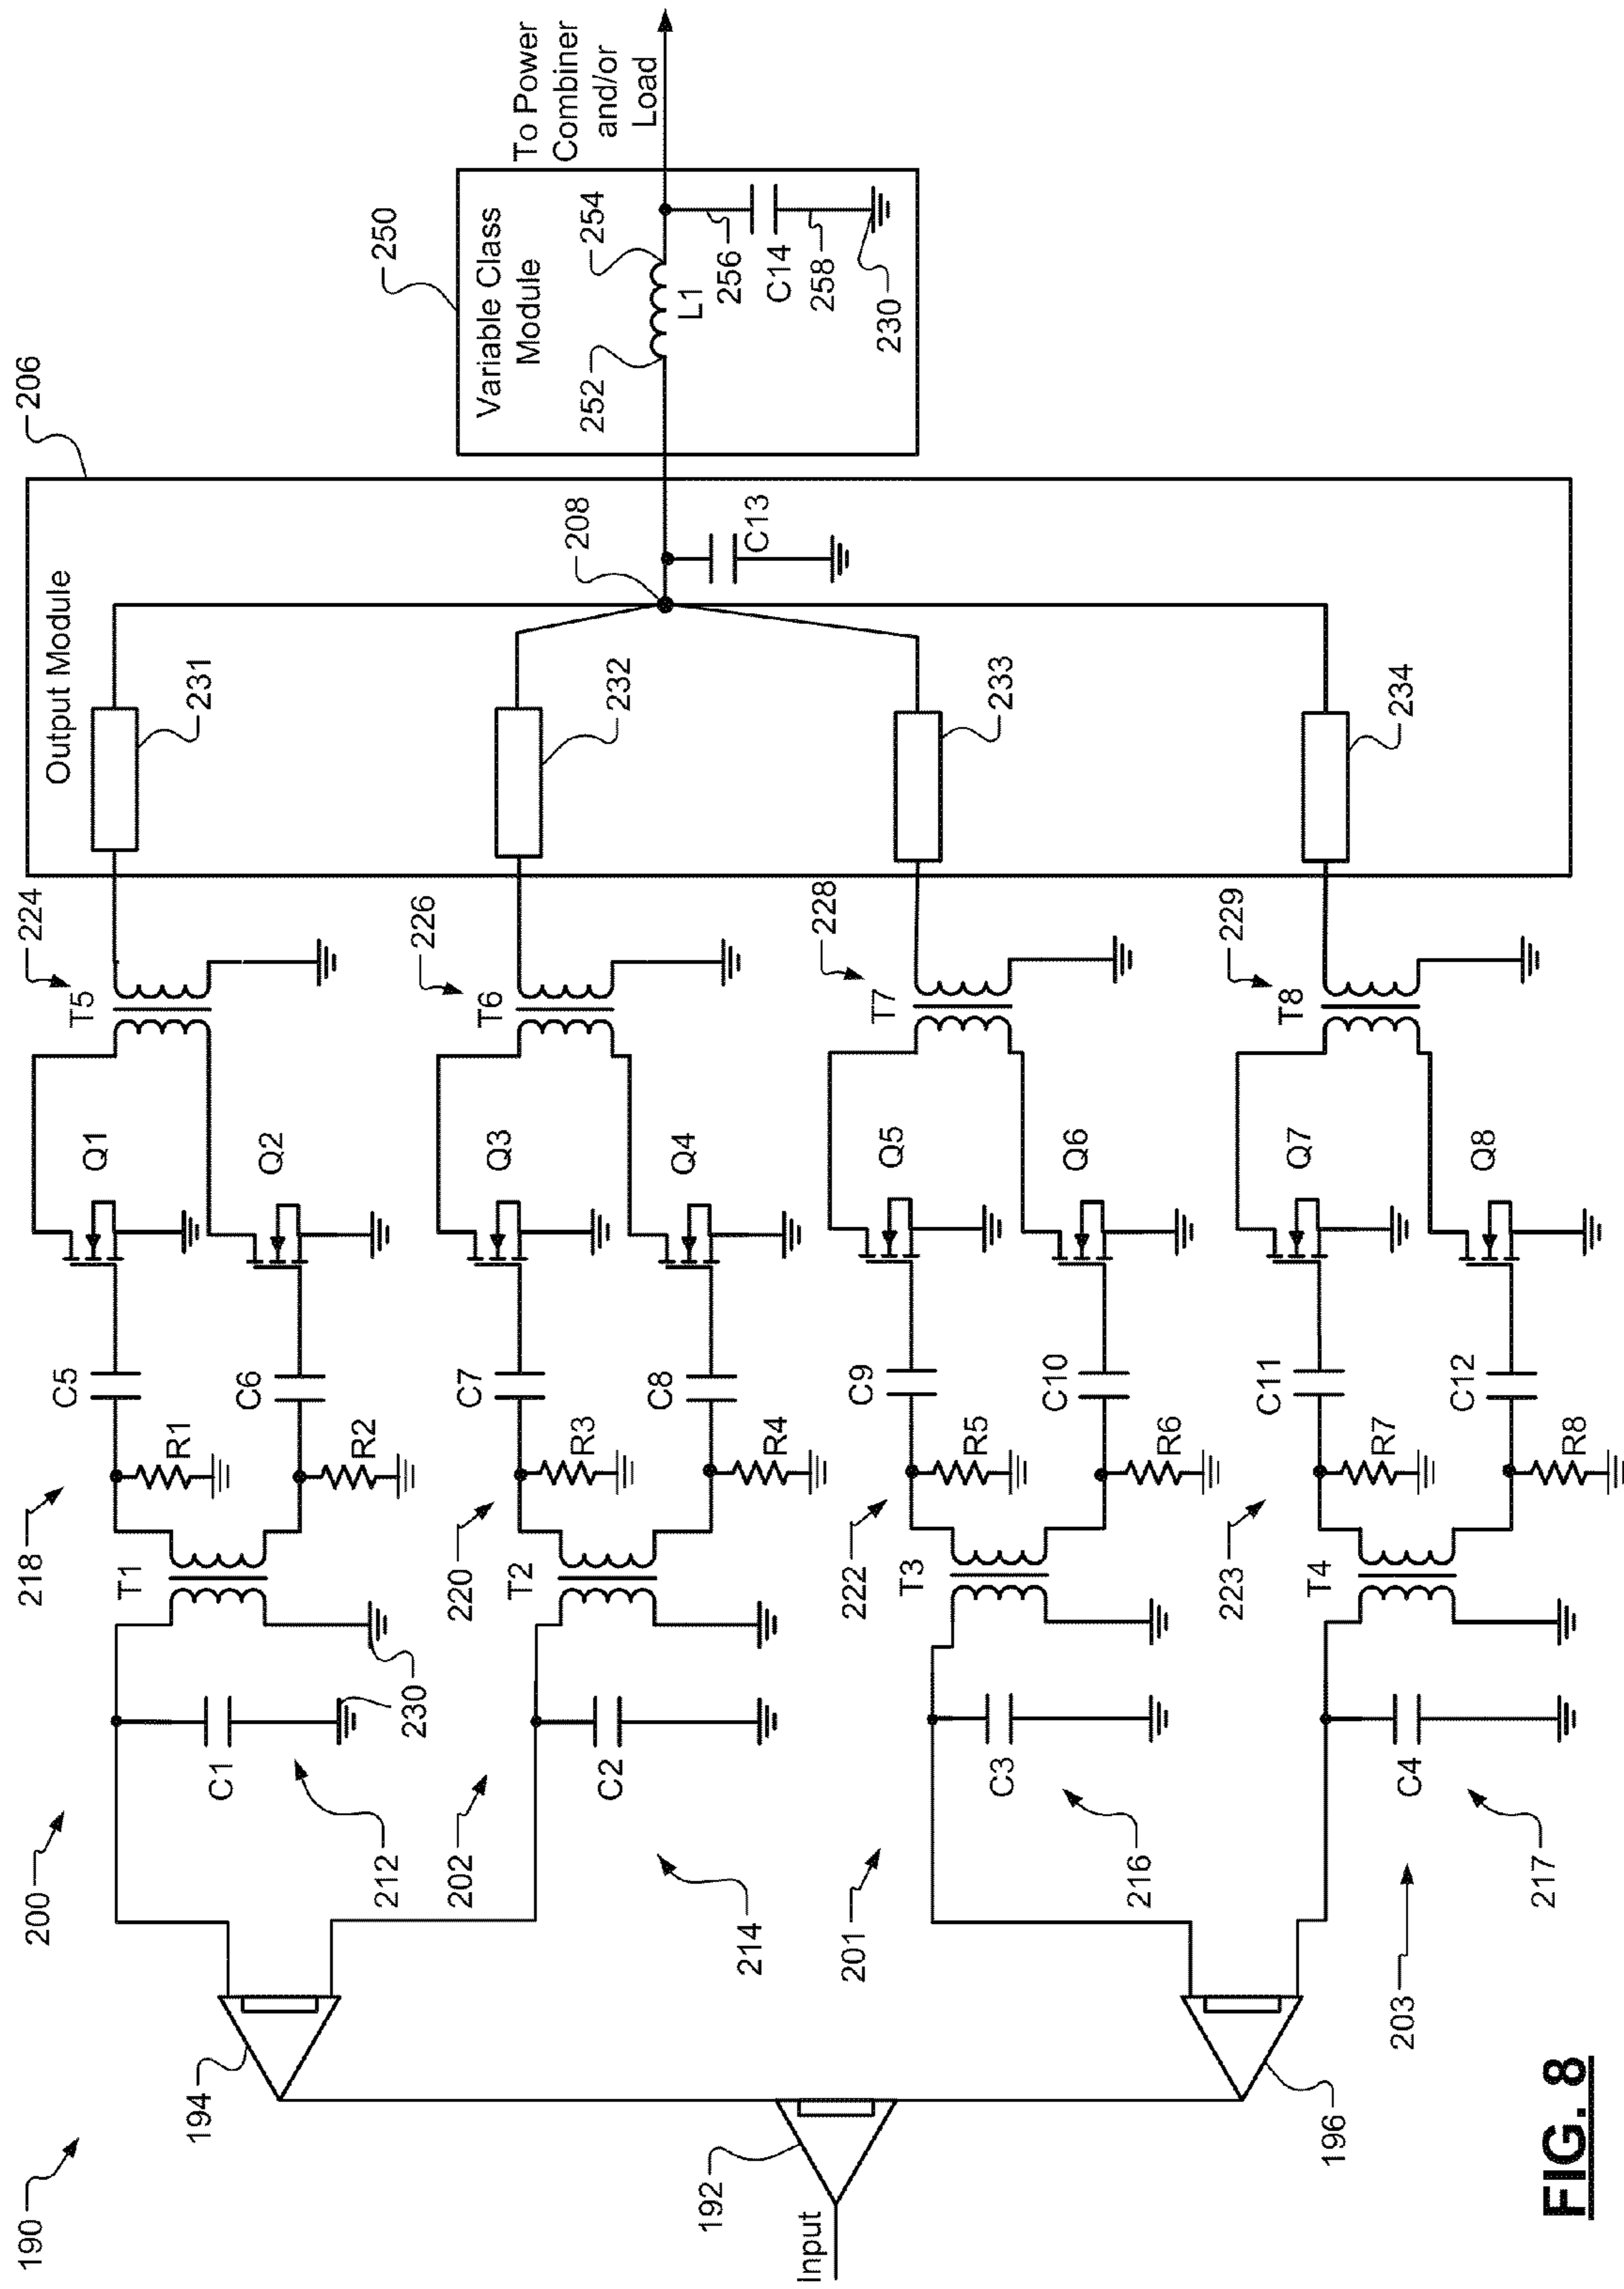 190
200
194
192
Input
196
203
201
202
212
214
216
217
230
C1
C2
C3
C4
218
220
222
223
T1
T2
T3
T4
R1
R2
R3
R4
R5
R6
R7
R8
C5
C6
C7
C8
C9
C10
C11
C12
Q1
Q2
Q3
Q4
Q5
Q6
Q7
Q8
224
226
228
229
T5
T6
T7
T8
206
Output Module
231
232
233
234
208
C13
250
Variable Class
Module
252
254
L1
256
C14
258
230
To Power
Combiner
and/or
Load
FIG. 8